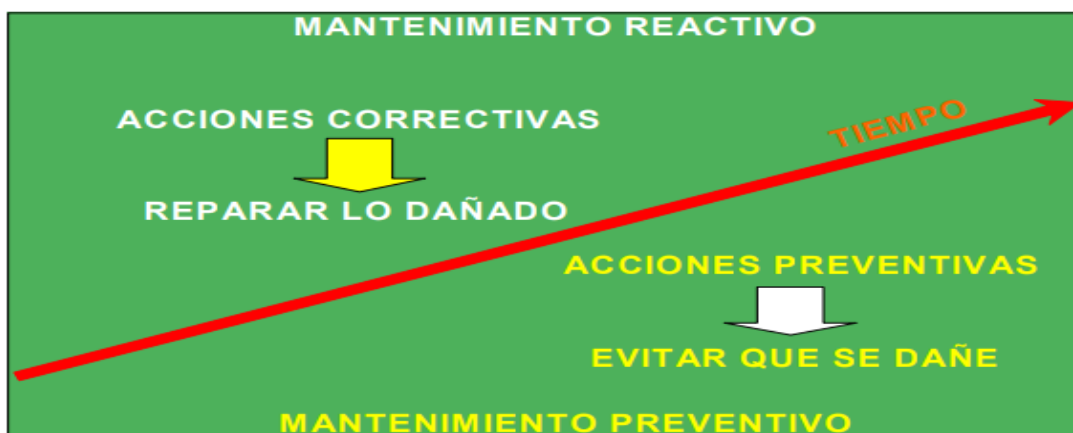 MANTENIMIENTO REACTIVO
ACCIONES CORRECTIVAS
TIEMPO
REPARAR LO DAÑADO
ACCIONES PREVENTIVAS
EVITAR QUE SE DAÑE
MANTENIMIENTO PREVENTIVO